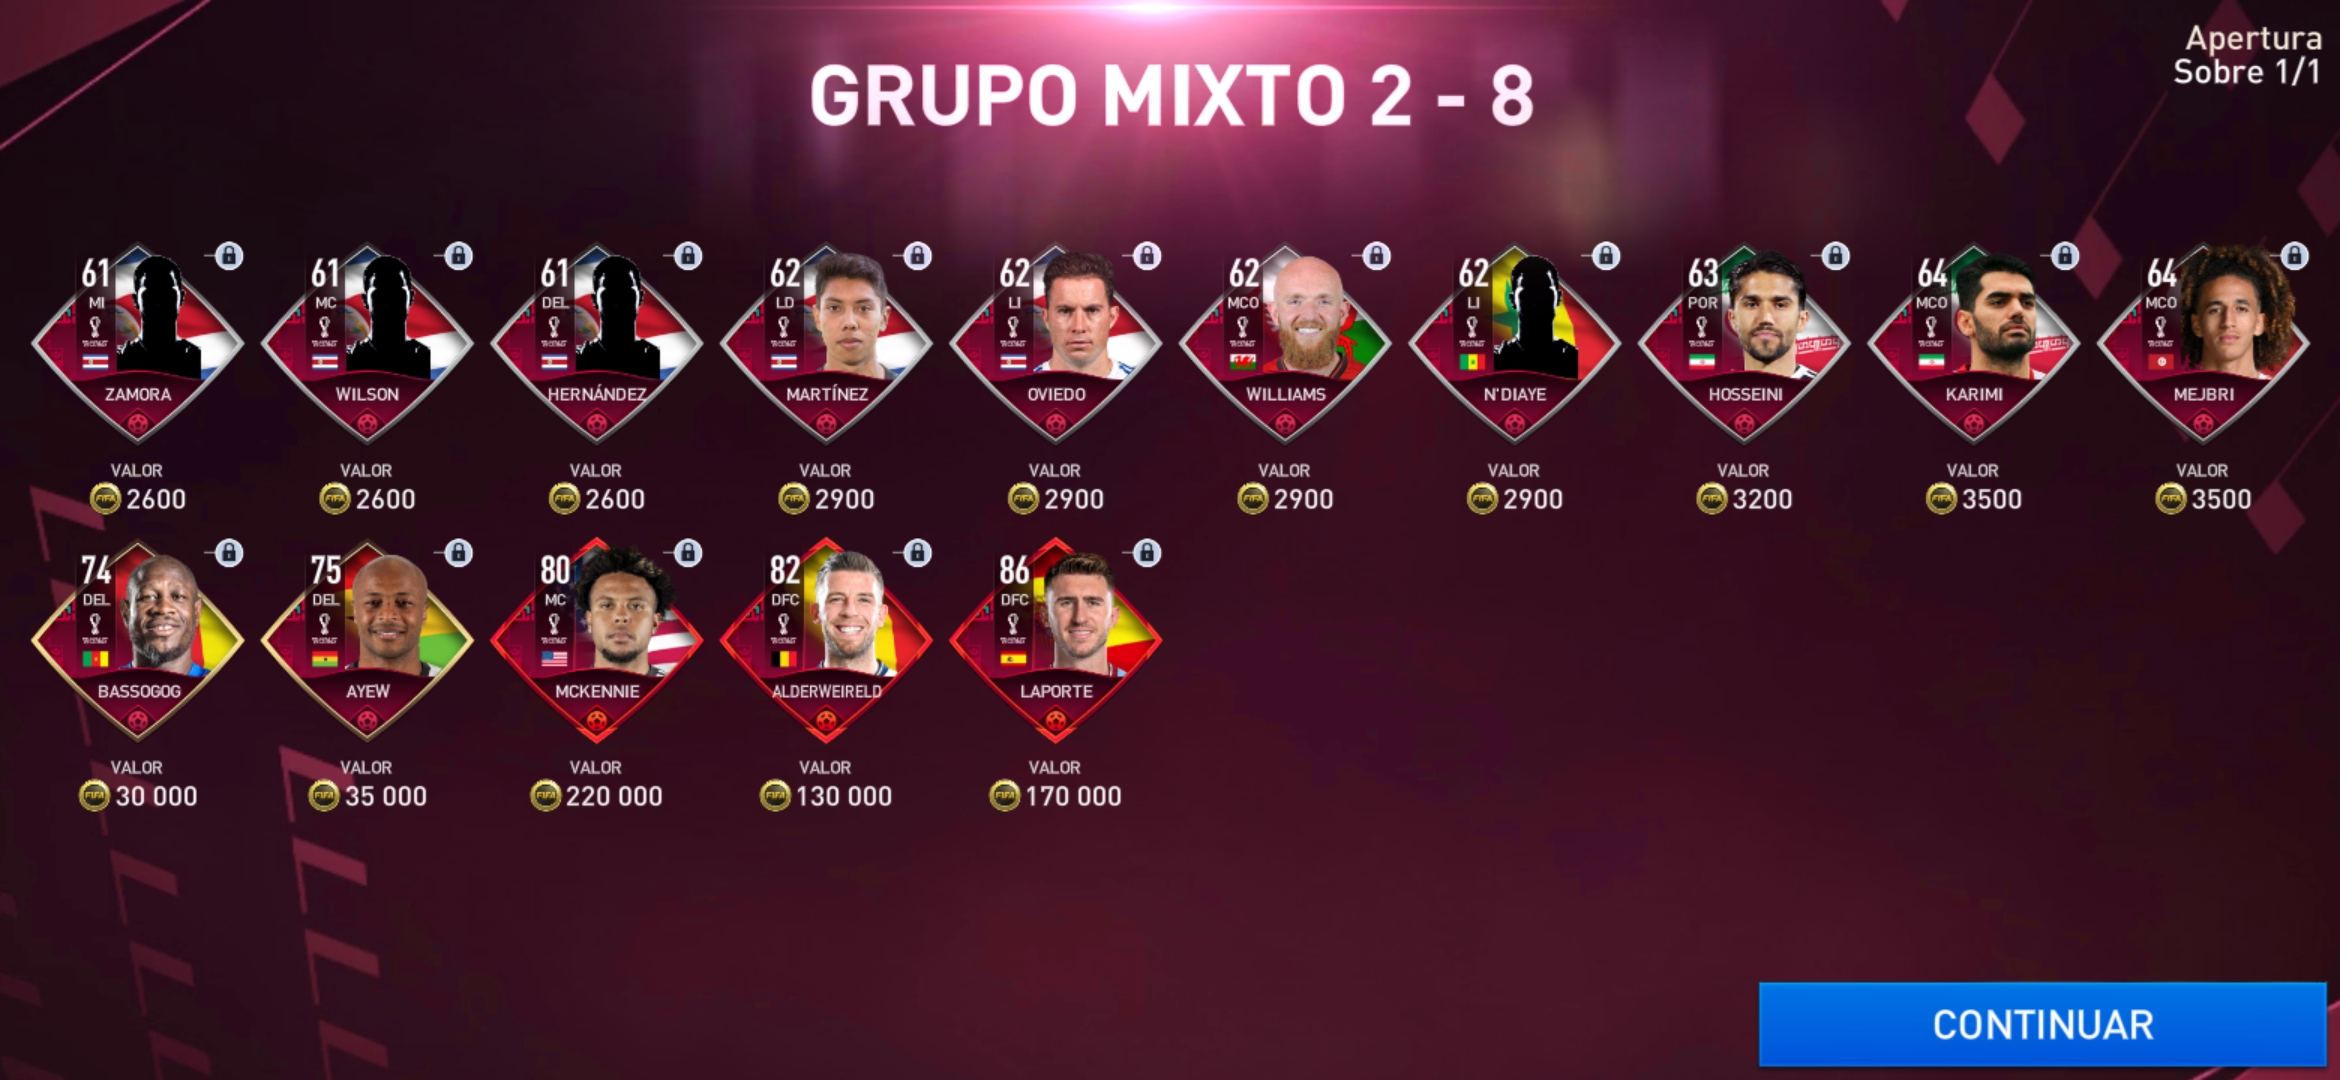 Apertura
Sobre 1/1
GRUPO MIXTO 2 - 8
61 61 61 62 62 62 62 63 64 64
MI MC DEL LD LI MCO LI POR MCO MCO
ZAMORA WILSON HERNÁNDEZ MARTÍNEZ OVIEDO WILLIAMS N'DIAYE HOSSEINI KARIMI MEJBRI
VALOR VALOR VALOR VALOR VALOR VALOR VALOR VALOR VALOR VALOR
2600 2600 2600 2900 2900 2900 2900 3200 3500 3500
74 75 80 82 86
DEL DEL MC DFC DFC
BASSOGOG AYEW MCKENNIE ALDERWEIRELD LAPORTE
VALOR VALOR VALOR VALOR VALOR
30 000 35 000 220 000 130 000 170 000
CONTINUAR